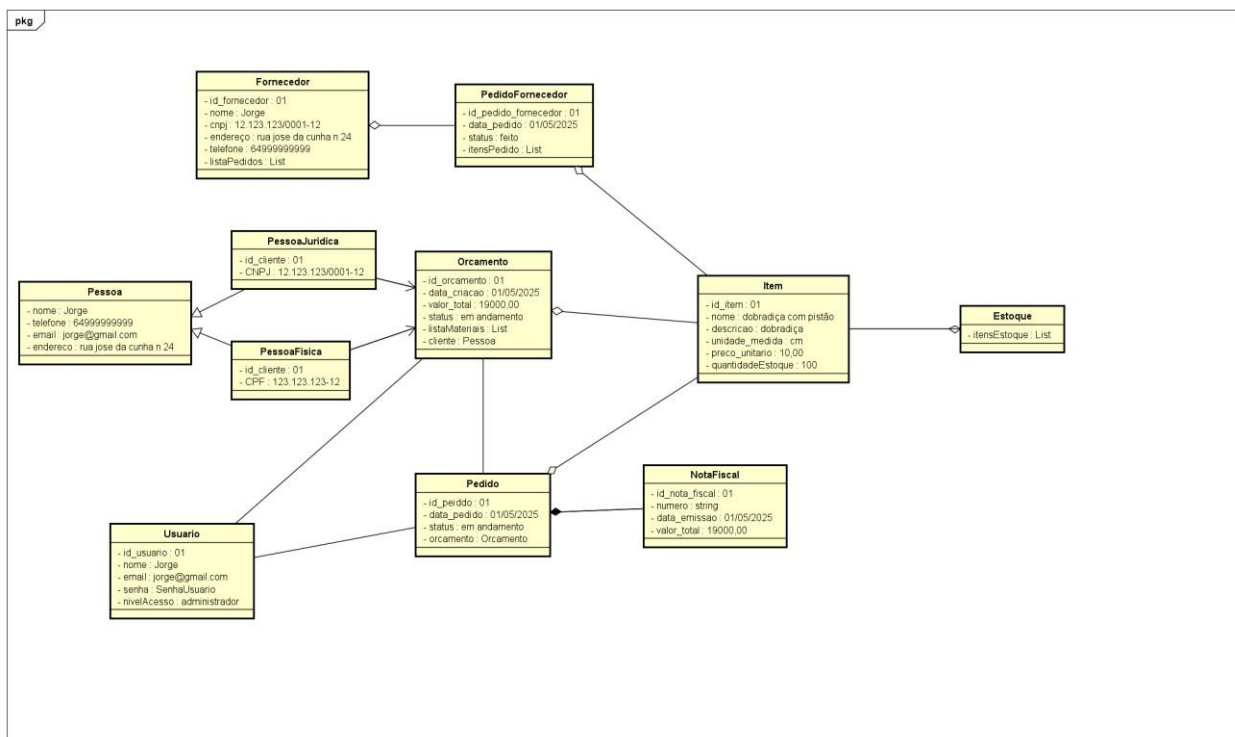 pkg
Fornecedor
- id_fornecedor : 01
- nome : Jorge
- cnpj : 12.123.123/0001-12
- endereço : rua jose da cunha n 24
- telefone : 64999999999
- listaPedidos : List
PedidoFornecedor
- id_pedido_fornecedor : 01
- data_pedido : 01/05/2025
- status : feito
- itensPedido : List
PessoaJuridica
- id_cliente : 01
- CNPJ : 12.123.123/0001-12
Pessoa
- nome : Jorge
- telefone : 64999999999
- email : jorge@gmail.com
- endereco : rua jose da cunha n 24
PessoaFisica
- id_cliente : 01
- CPF : 123.123.123-12
Orcamento
- id_orcamento : 01
- data_criacao : 01/05/2025
- valor_total : 19000,00
- status : em andamento
- listaMateriais : List
- cliente : Pessoa
Item
- id_item : 01
- nome : dobradiça com pistão
- descricao : dobradiça
- unidade_medida : cm
- preco_unitario : 10,00
- quantidadeEstoque : 100
Estoque
- itensEstoque : List
Pedido
- id_peiddo : 01
- data_pedido : 01/05/2025
- status : em andamento
- orcamento : Orcamento
NotaFiscal
- id_nota_fiscal : 01
- numero : string
- data_emissao : 01/05/2025
- valor_total : 19000,00
Usuario
- id_usuario : 01
- nome : Jorge
- email : jorge@gmail.com
- senha : SenhaUsuario
- nivelAcesso : administrador